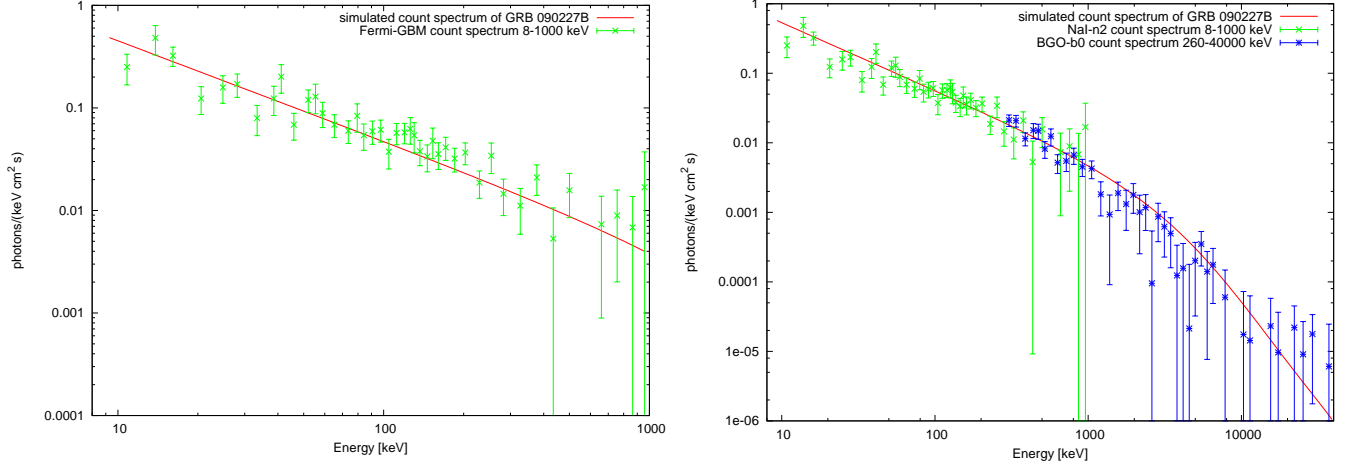 simulated count spectrum of GRB 090227B
Fermi-GBM count spectrum 8-1000 keV
photons/(keV cm² s)
1
0.1
0.01
0.001
0.0001
10
100
1000
Energy [keV]
simulated count spectrum of GRB 090227B
NaI-n2 count spectrum 8-1000 keV
BGO-b0 count spectrum 260-40000 keV
photons/(keV cm² s)
1
0.1
0.01
0.001
0.0001
1e-05
1e-06
10
100
1000
10000
Energy [keV]